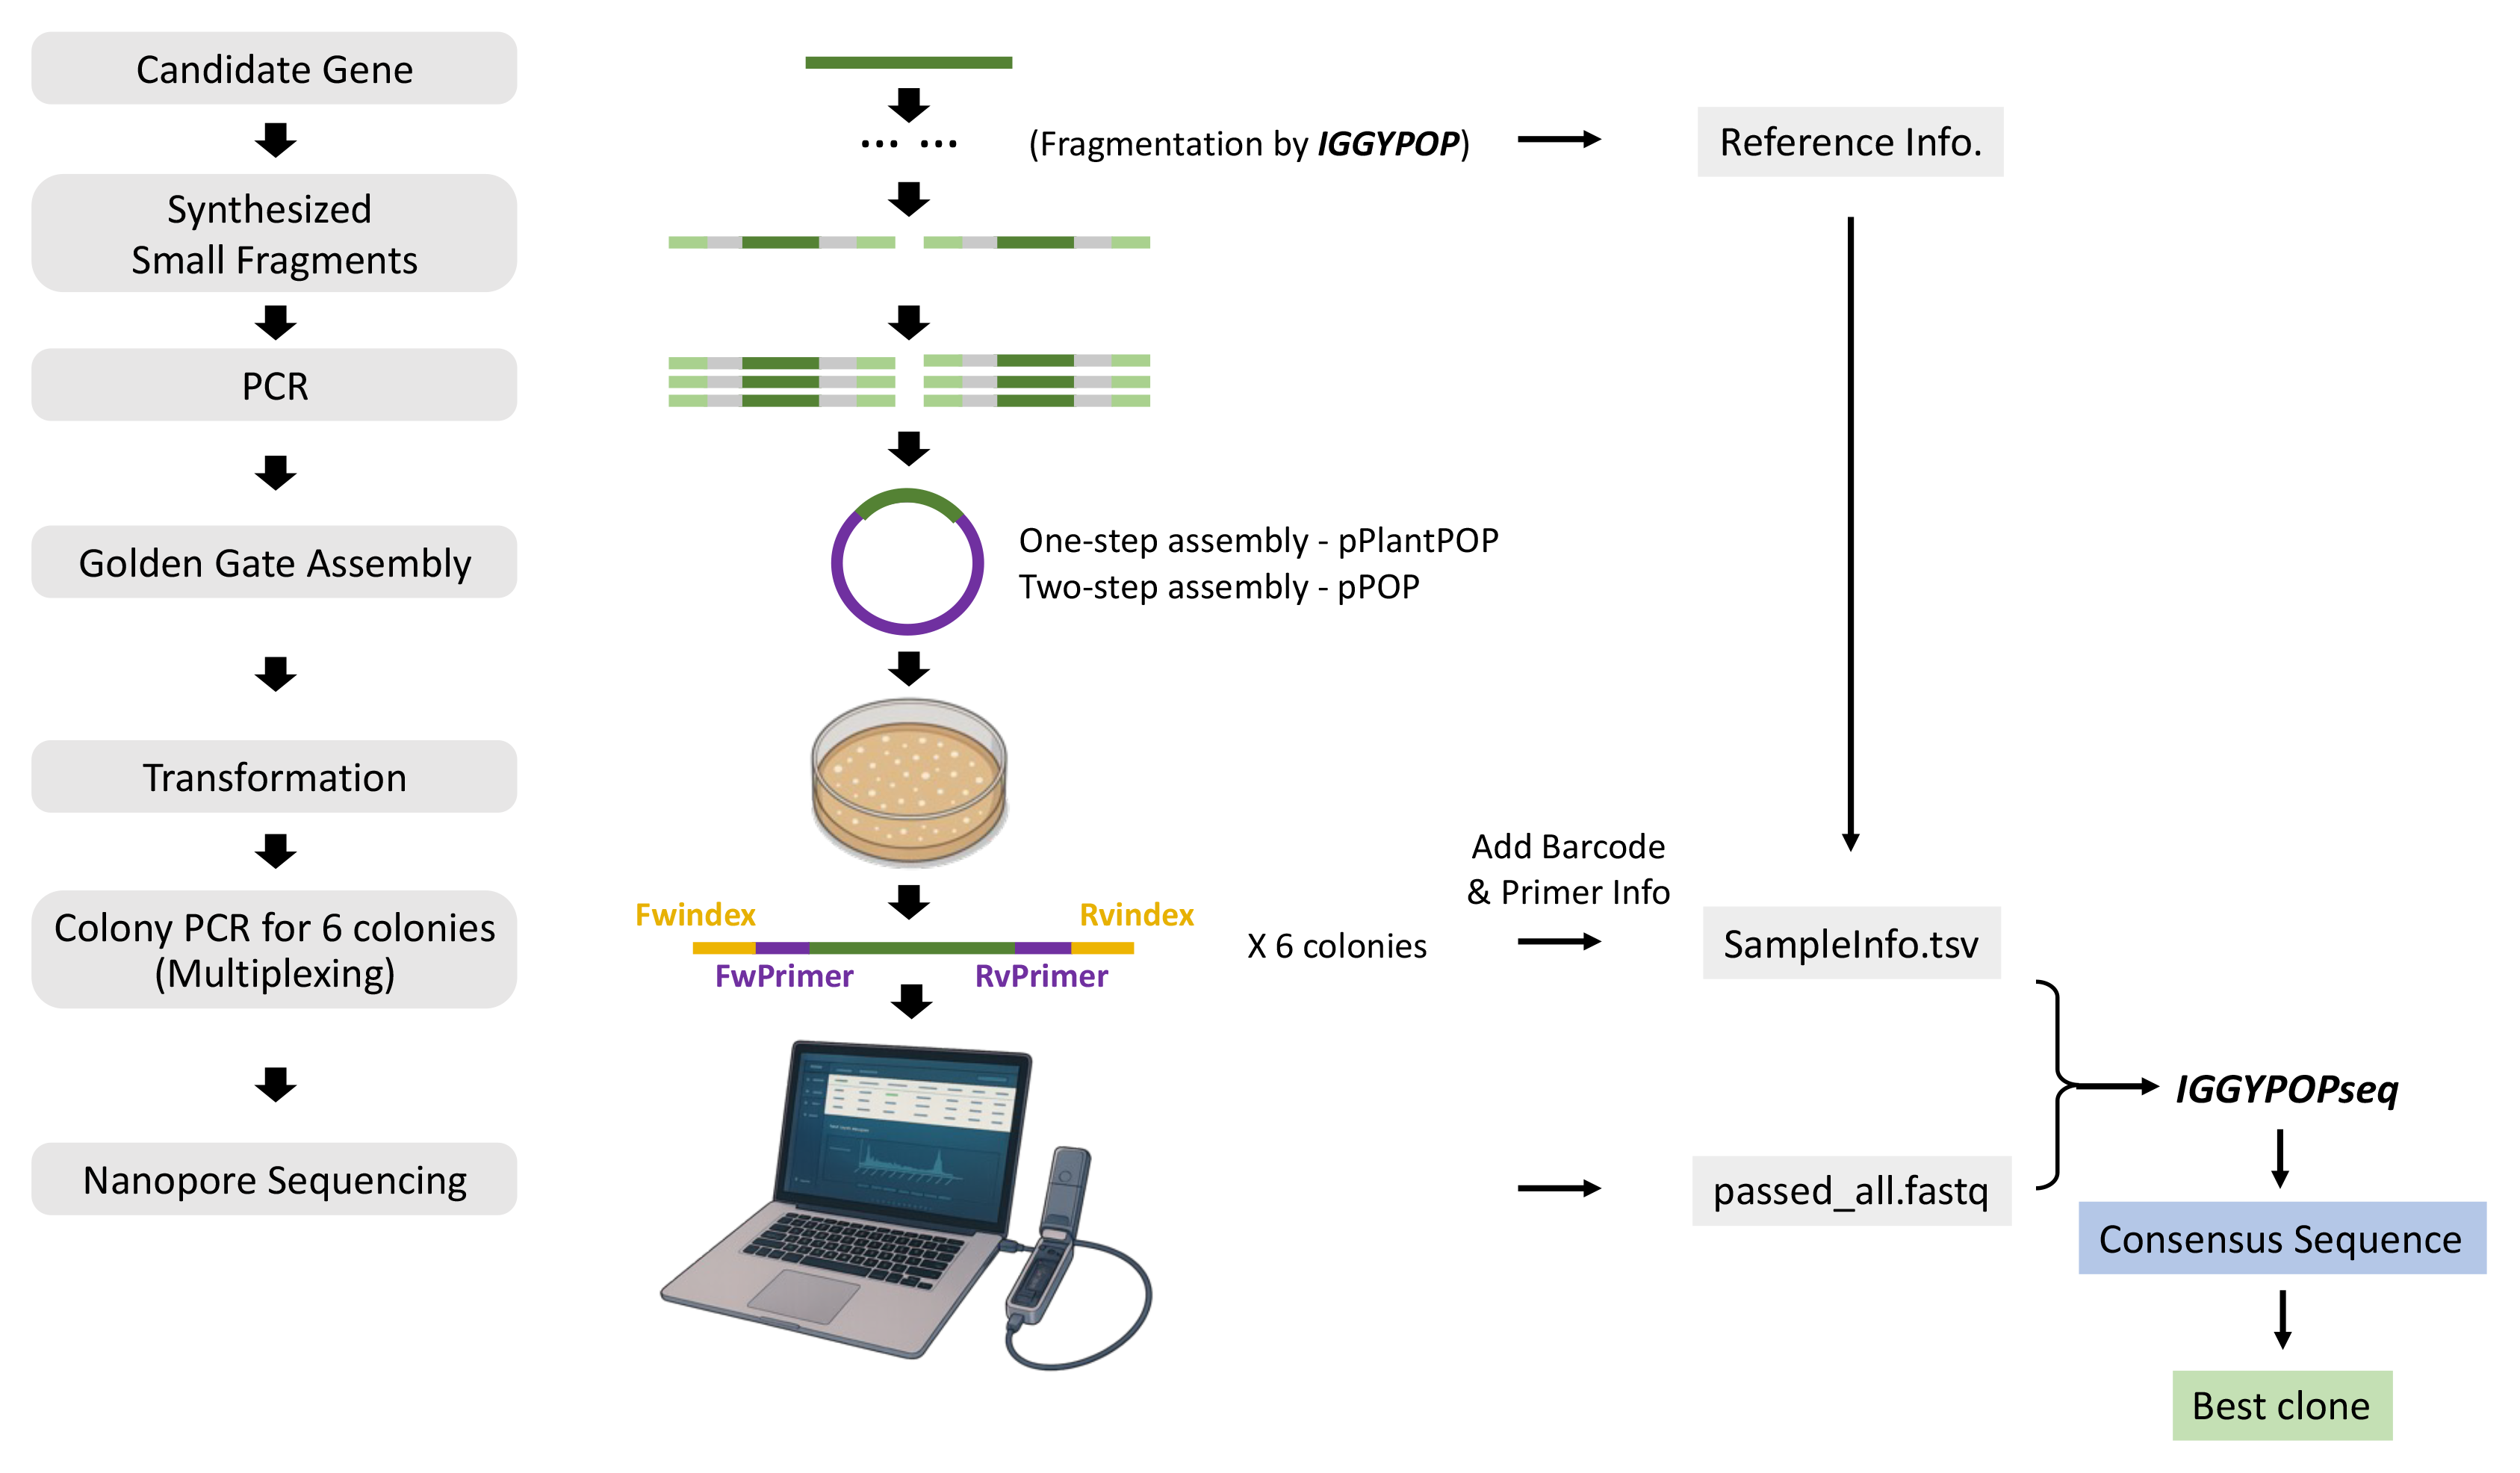 Candidate Gene
Synthesized
Small Fragments
PCR
Golden Gate Assembly
Transformation
Colony PCR for 6 colonies
(Multiplexing)
Nanopore Sequencing
... ...
(Fragmentation by IGGYPOP)
One-step assembly - pPlantPOP
Two-step assembly - pPOP
Fwindex
Rvindex
FwPrimer
RvPrimer
X 6 colonies
Reference Info.
Add Barcode
& Primer Info
SampleInfo.tsv
passed_all.fastq
IGGYPOPseq
Consensus Sequence
Best clone